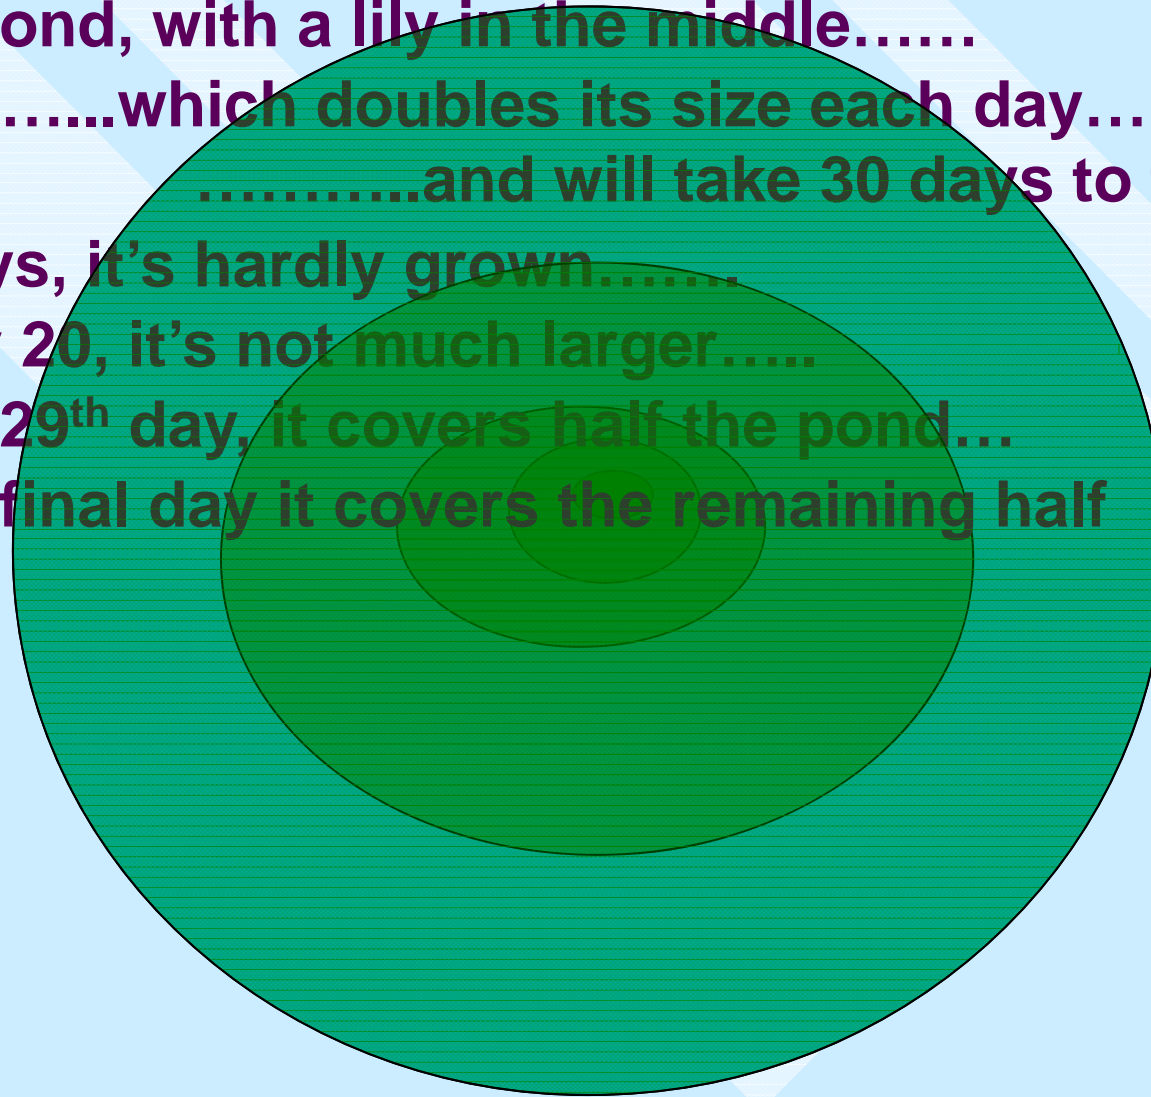 ond, with a lily in the middle……
…...which doubles its size each day…
………..and will take 30 days to
ys, it’s hardly grown…….
20, it’s not much larger…..
29th day, it covers half the pond…
final day it covers the remaining half